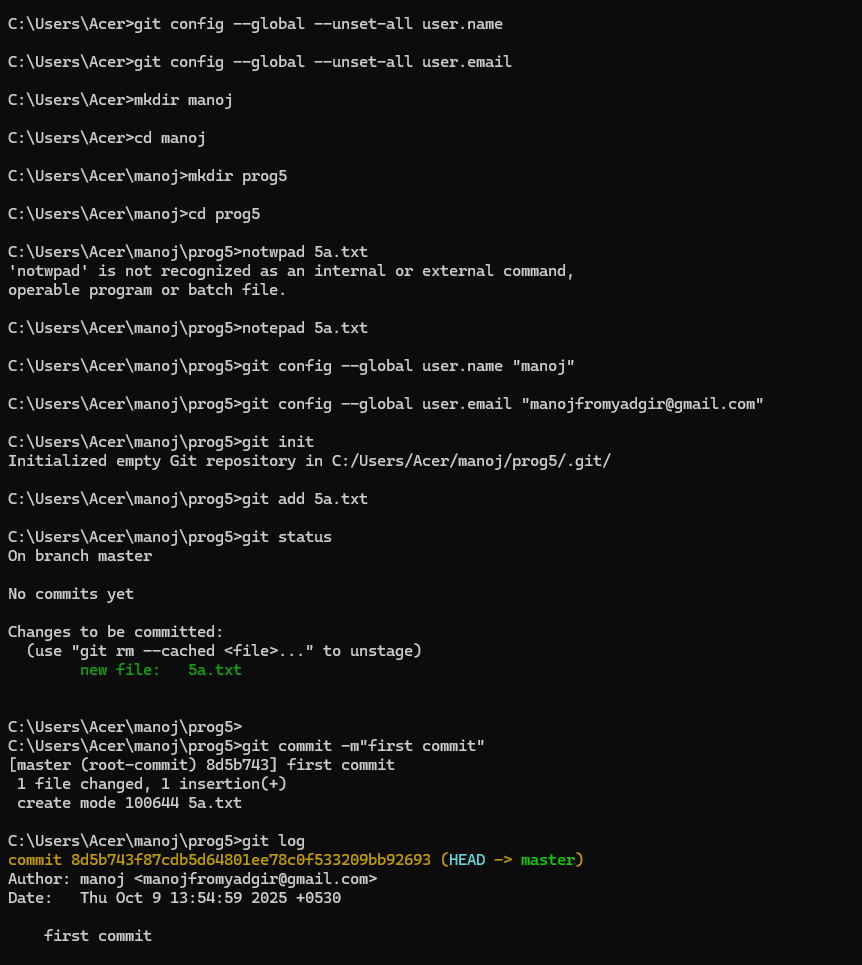 C:\Users\Acer>git config --global --unset-all user.name
C:\Users\Acer>git config --global --unset-all user.email
C:\Users\Acer>mkdir manoj
C:\Users\Acer>cd manoj
C:\Users\Acer\manoj>mkdir prog5
C:\Users\Acer\manoj>cd prog5
C:\Users\Acer\manoj\prog5>notwpad 5a.txt
'notwpad' is not recognized as an internal or external command,
operable program or batch file.
C:\Users\Acer\manoj\prog5>notepad 5a.txt
C:\Users\Acer\manoj\prog5>git config --global user.name "manoj"
C:\Users\Acer\manoj\prog5>git config --global user.email "manojfromyadgir@gmail.com"
C:\Users\Acer\manoj\prog5>git init
Initialized empty Git repository in C:/Users/Acer/manoj/prog5/.git/
C:\Users\Acer\manoj\prog5>git add 5a.txt
C:\Users\Acer\manoj\prog5>git status
On branch master
No commits yet
Changes to be committed:
  (use "git rm --cached <file>..." to unstage)
        new file:   5a.txt
C:\Users\Acer\manoj\prog5>
C:\Users\Acer\manoj\prog5>git commit -m"first commit"
[master (root-commit) 8d5b743] first commit
 1 file changed, 1 insertion(+)
 create mode 100644 5a.txt
C:\Users\Acer\manoj\prog5>git log
commit 8d5b743f87cdb5d64801ee78c0f533209bb92693 (HEAD -> master)
Author: manoj <manojfromyadgir@gmail.com>
Date:   Thu Oct 9 13:54:59 2025 +0530
    first commit